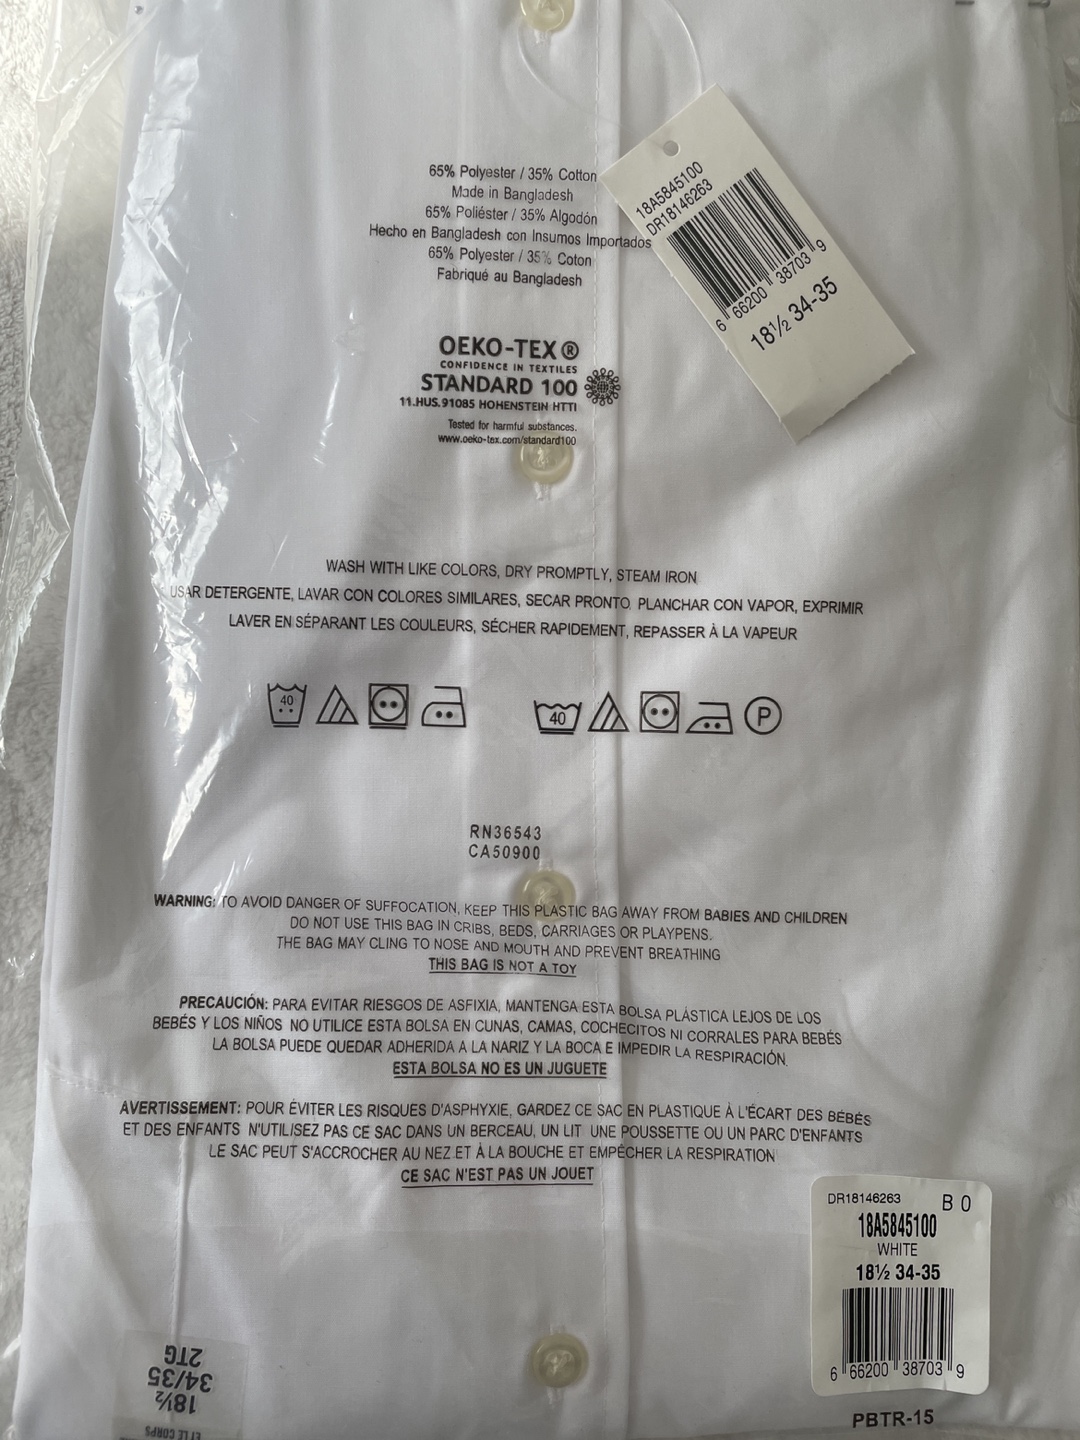 65% Polyester / 35% Cotton
Made in Bangladesh
65% Poliéster / 35% Algodón
Hecho en Bangladesh con Insumos Importados
65% Polyester / 35% Coton
Fabriqué au Bangladesh
18A5845100
DR18146263
6 66200 38703 9
18½ 34-35
OEKO-TEX®
CONFIDENCE IN TEXTILES
STANDARD 100
11.HUS.91085 HOHENSTEIN HTTI
Tested for harmful substances.
www.oeko-tex.com/standard100
WASH WITH LIKE COLORS, DRY PROMPTLY, STEAM IRON
USAR DETERGENTE, LAVAR CON COLORES SIMILARES, SECAR PRONTO, PLANCHAR CON VAPOR, EXPRIMIR
LAVER EN SÉPARANT LES COULEURS, SÉCHER RAPIDEMENT, REPASSER À LA VAPEUR
40 40 P
RN36543
CA50900
WARNING: TO AVOID DANGER OF SUFFOCATION, KEEP THIS PLASTIC BAG AWAY FROM BABIES AND CHILDREN
DO NOT USE THIS BAG IN CRIBS, BEDS, CARRIAGES OR PLAYPENS.
THE BAG MAY CLING TO NOSE AND MOUTH AND PREVENT BREATHING
THIS BAG IS NOT A TOY
PRECAUCIÓN: PARA EVITAR RIESGOS DE ASFIXIA, MANTENGA ESTA BOLSA PLÁSTICA LEJOS DE LOS
BEBÉS Y LOS NIÑOS NO UTILICE ESTA BOLSA EN CUNAS, CAMAS, COCHECITOS NI CORRALES PARA BEBÉS
LA BOLSA PUEDE QUEDAR ADHERIDA A LA NARIZ Y LA BOCA E IMPEDIR LA RESPIRACIÓN.
ESTA BOLSA NO ES UN JUGUETE
AVERTISSEMENT: POUR ÉVITER LES RISQUES D'ASPHYXIE, GARDEZ CE SAC EN PLASTIQUE À L'ÉCART DES BÉBÉS
ET DES ENFANTS N'UTILISEZ PAS CE SAC DANS UN BERCEAU, UN LIT UNE POUSSETTE OU UN PARC D'ENFANTS
LE SAC PEUT S'ACCROCHER AU NEZ ET À LA BOUCHE ET EMPÉCHER LA RESPIRATION
CE SAC N'EST PAS UN JOUET
DR18146263 B 0
18A5845100
WHITE
18½ 34-35
6 66200 38703 9
PBTR-15
ET LE CORPS
18½
34/35
2TG